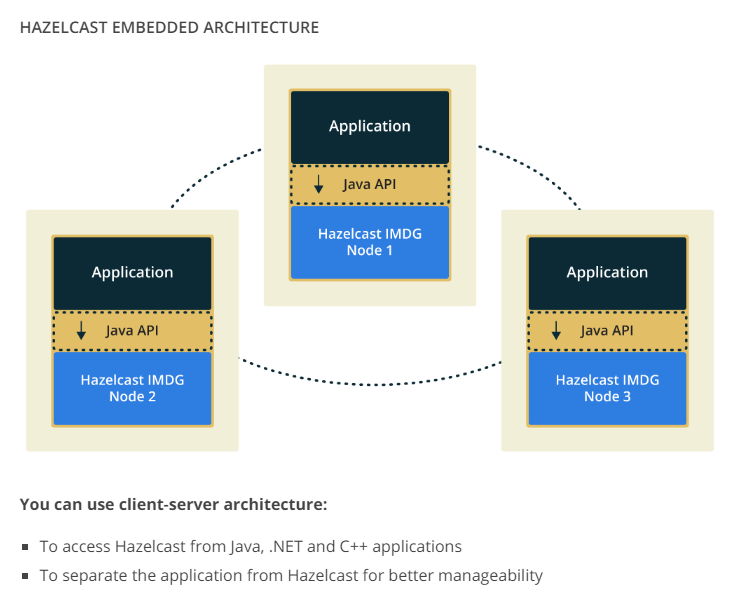 HAZELCAST EMBEDDED ARCHITECTURE
Application
Java API
Hazelcast IMDG
Node 1
Application
Java API
Hazelcast IMDG
Node 2
Application
Java API
Hazelcast IMDG
Node 3
You can use client-server architecture:
To access Hazelcast from Java, .NET and C++ applications
To separate the application from Hazelcast for better manageability